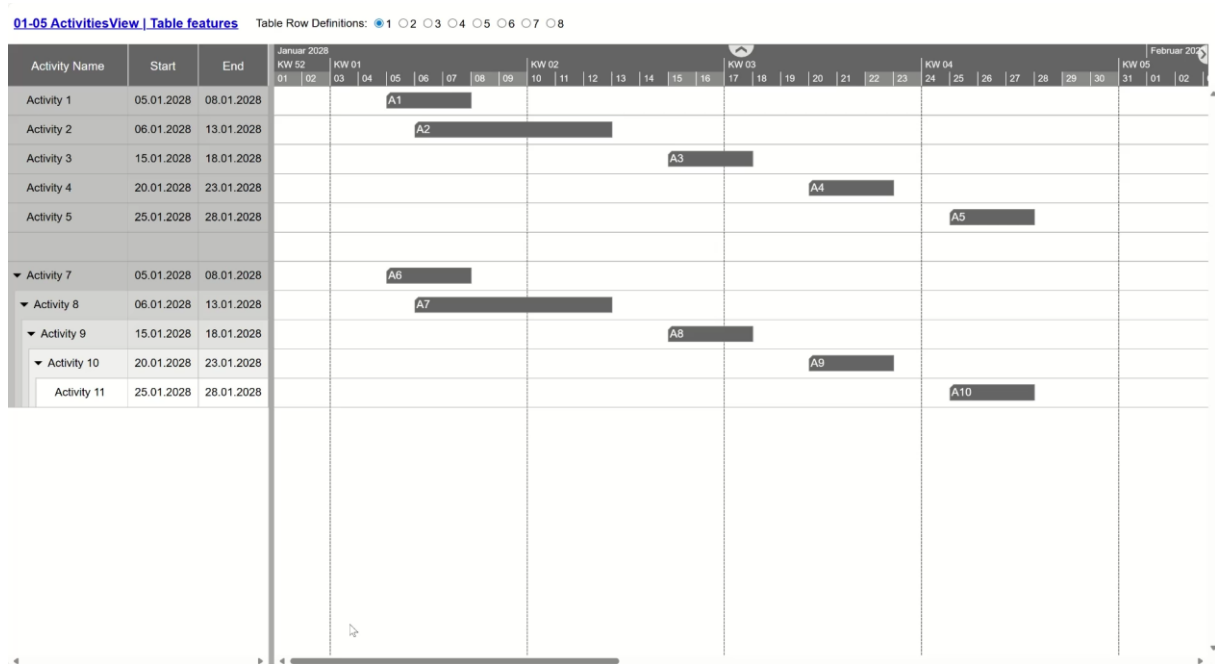 01-05 ActivitiesView | Table features Table Row Definitions: 1 2 3 4 5 6 7 8
Activity Name Start End
Januar 2028 Februar 202
KW 52 KW 01 KW 02 KW 03 KW 04 KW 05
01 02 03 04 05 06 07 08 09 10 11 12 13 14 15 16 17 18 19 20 21 22 23 24 25 26 27 28 29 30 31 01 02
Activity 1 05.01.2028 08.01.2028 A1
Activity 2 06.01.2028 13.01.2028 A2
Activity 3 15.01.2028 18.01.2028 A3
Activity 4 20.01.2028 23.01.2028 A4
Activity 5 25.01.2028 28.01.2028 A5
Activity 7 05.01.2028 08.01.2028 A6
Activity 8 06.01.2028 13.01.2028 A7
Activity 9 15.01.2028 18.01.2028 A8
Activity 10 20.01.2028 23.01.2028 A9
Activity 11 25.01.2028 28.01.2028 A10